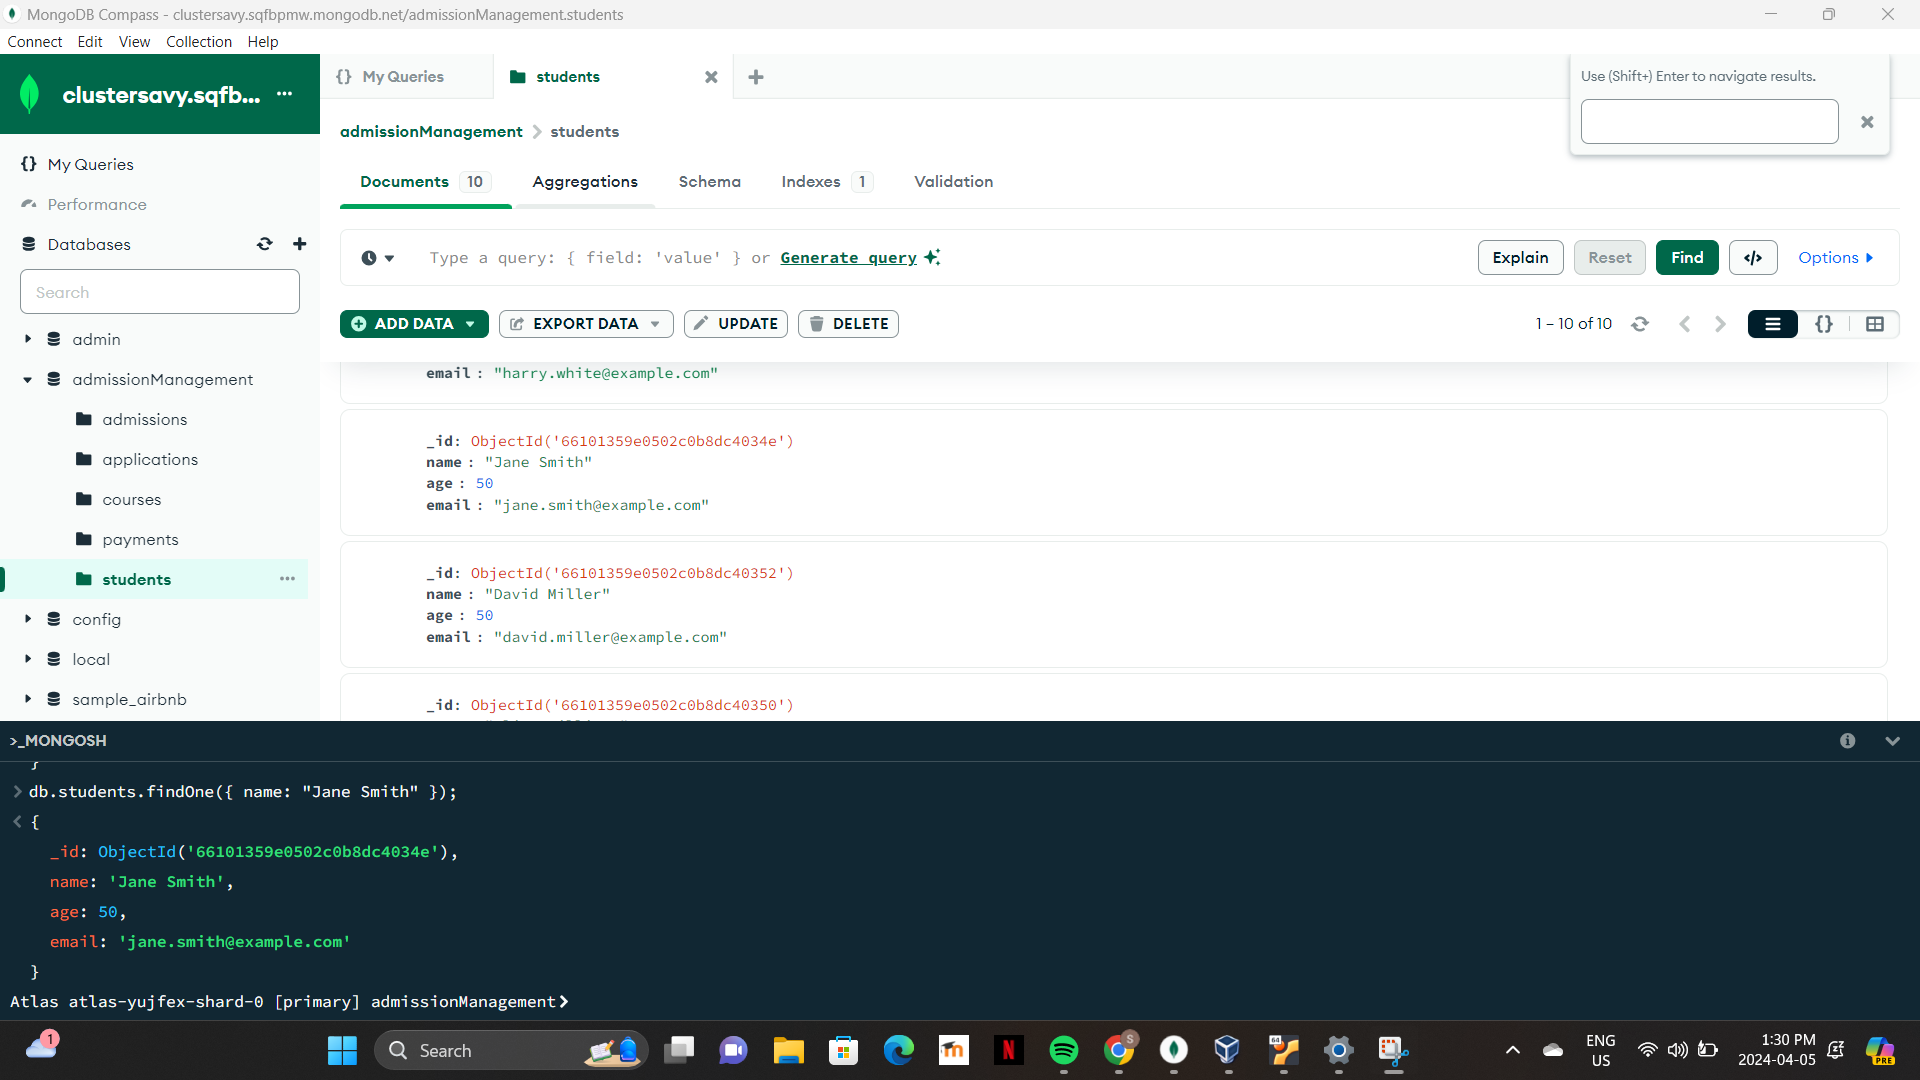 MongoDB Compass - clustersavy.sqfbpmw.mongodb.net/admissionManagement.students
Connect Edit View Collection Help
clustersavy.sqfb... ...
{} My Queries
Performance
Databases
Search
admin
admissionManagement
admissions
applications
courses
payments
students ...
config
local
sample_airbnb
{} My Queries
students
Use (Shift+) Enter to navigate results.
admissionManagement > students
Documents 10 Aggregations Schema Indexes 1 Validation
Type a query: { field: 'value' } or Generate query
Explain Reset Find </> Options
ADD DATA EXPORT DATA UPDATE DELETE
1 – 10 of 10 {}
email : "harry.white@example.com"
_id: ObjectId('66101359e0502c0b8dc4034e')
name : "Jane Smith"
age : 50
email : "jane.smith@example.com"
_id: ObjectId('66101359e0502c0b8dc40352')
name : "David Miller"
age : 50
email : "david.miller@example.com"
_id: ObjectId('66101359e0502c0b8dc40350')
>_MONGOSH
}
> db.students.findOne({ name: "Jane Smith" });
< {
_id: ObjectId('66101359e0502c0b8dc4034e'),
name: 'Jane Smith',
age: 50,
email: 'jane.smith@example.com'
}
Atlas atlas-yujfex-shard-0 [primary] admissionManagement>
1
Search
m
N
S
64
ENG
US
1:30 PM
2024-04-05
PRE